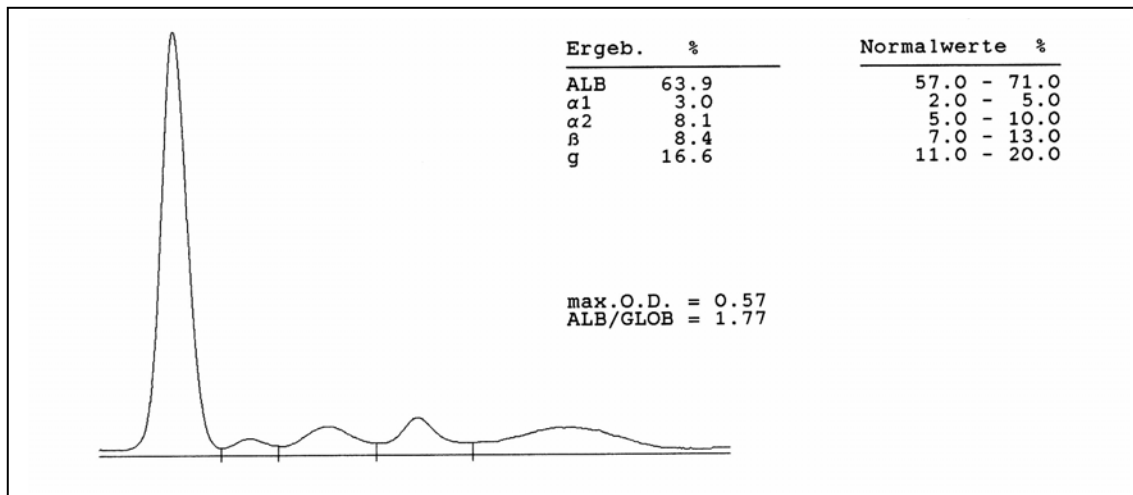 Ergeb. %
ALB 63.9
α1 3.0
α2 8.1
ß 8.4
g 16.6
Normalwerte %
57.0 - 71.0
2.0 - 5.0
5.0 - 10.0
7.0 - 13.0
11.0 - 20.0
max.O.D. = 0.57
ALB/GLOB = 1.77